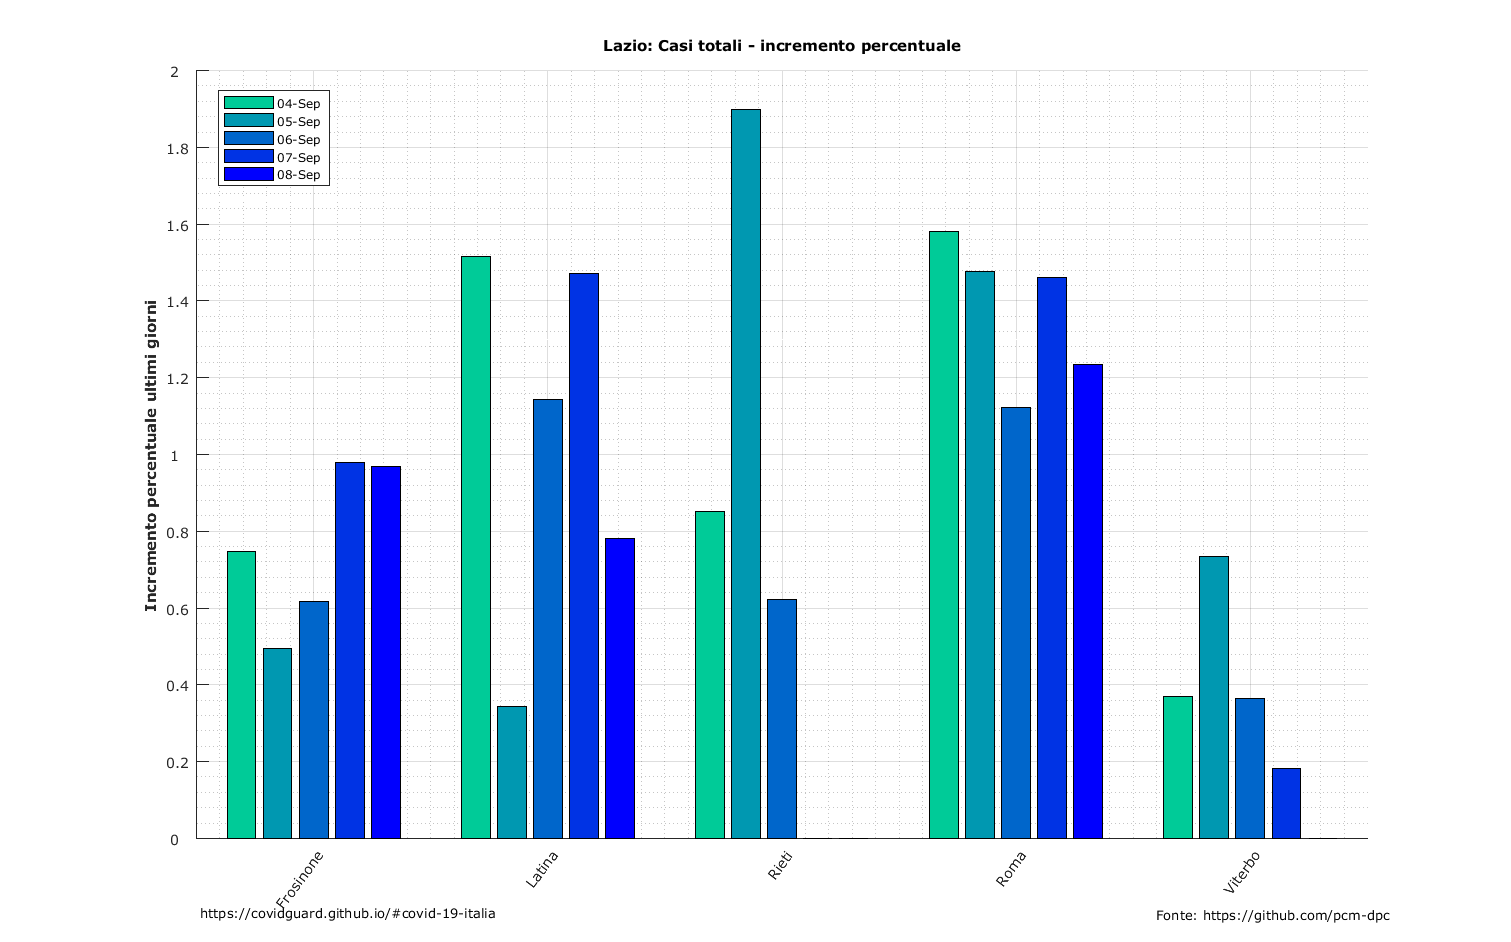 Lazio: Casi totali - incremento percentuale
Incremento percentuale ultimi giorni
2
1.8
1.6
1.4
1.2
1
0.8
0.6
0.4
0.2
0
04-Sep
05-Sep
06-Sep
07-Sep
08-Sep
Frosinone
Latina
Rieti
Roma
Viterbo
https://covidguard.github.io/#covid-19-italia
Fonte: https://github.com/pcm-dpc